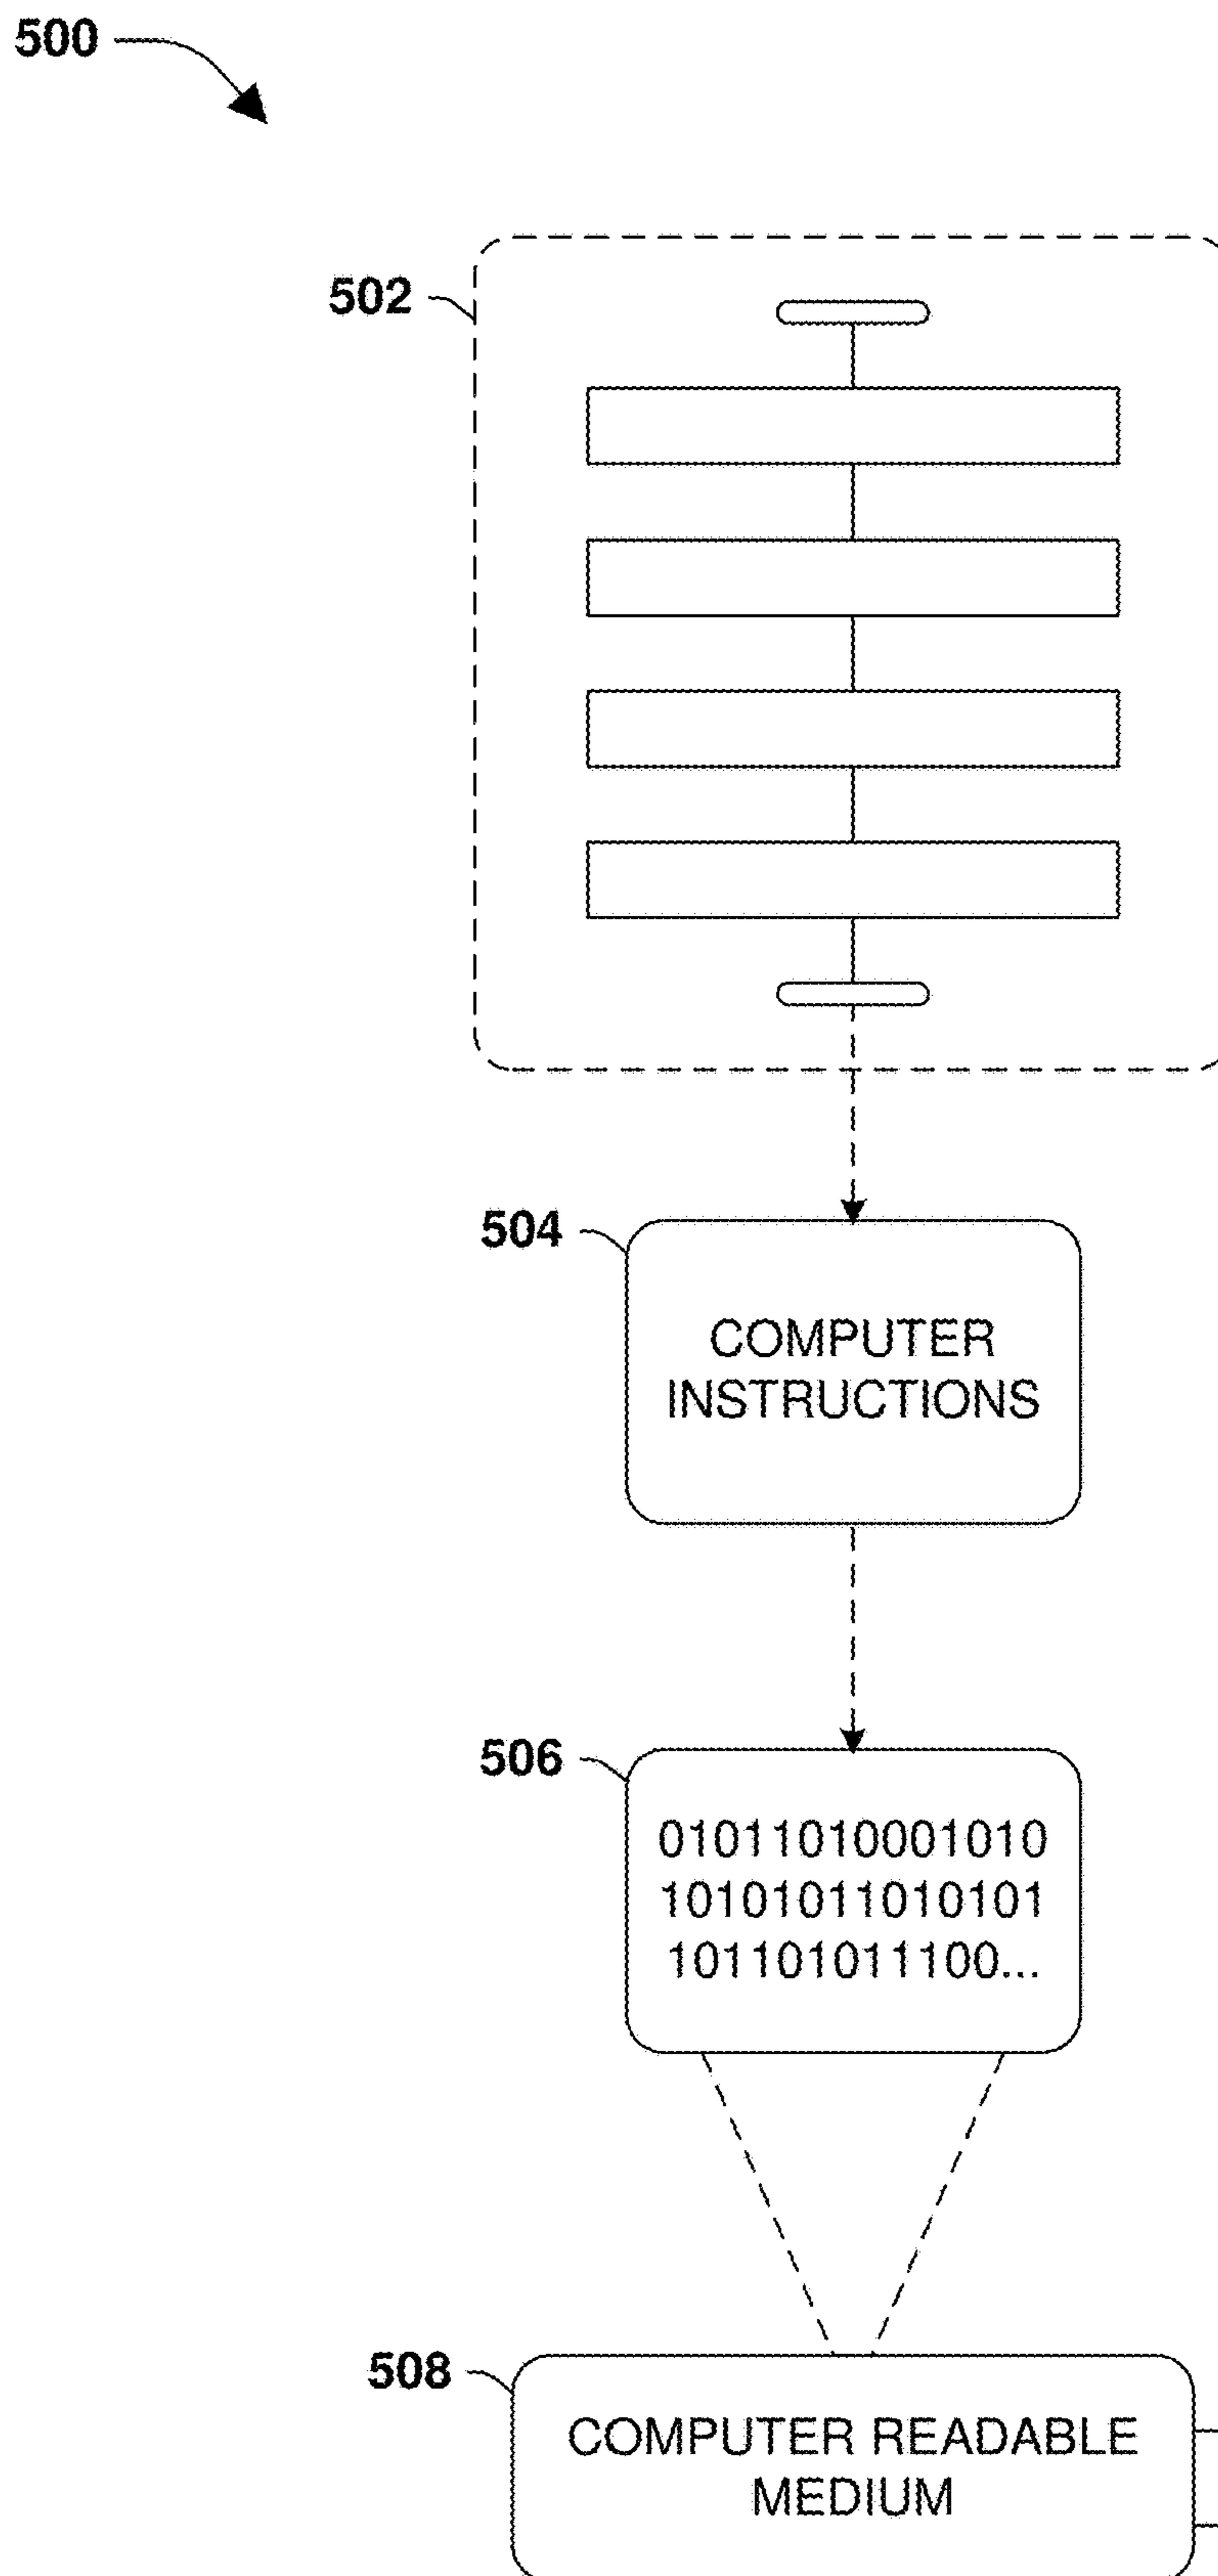 500
502
504
COMPUTER
INSTRUCTIONS
506
01011010001010
10101011010101
101101011100...
508
COMPUTER READABLE
MEDIUM